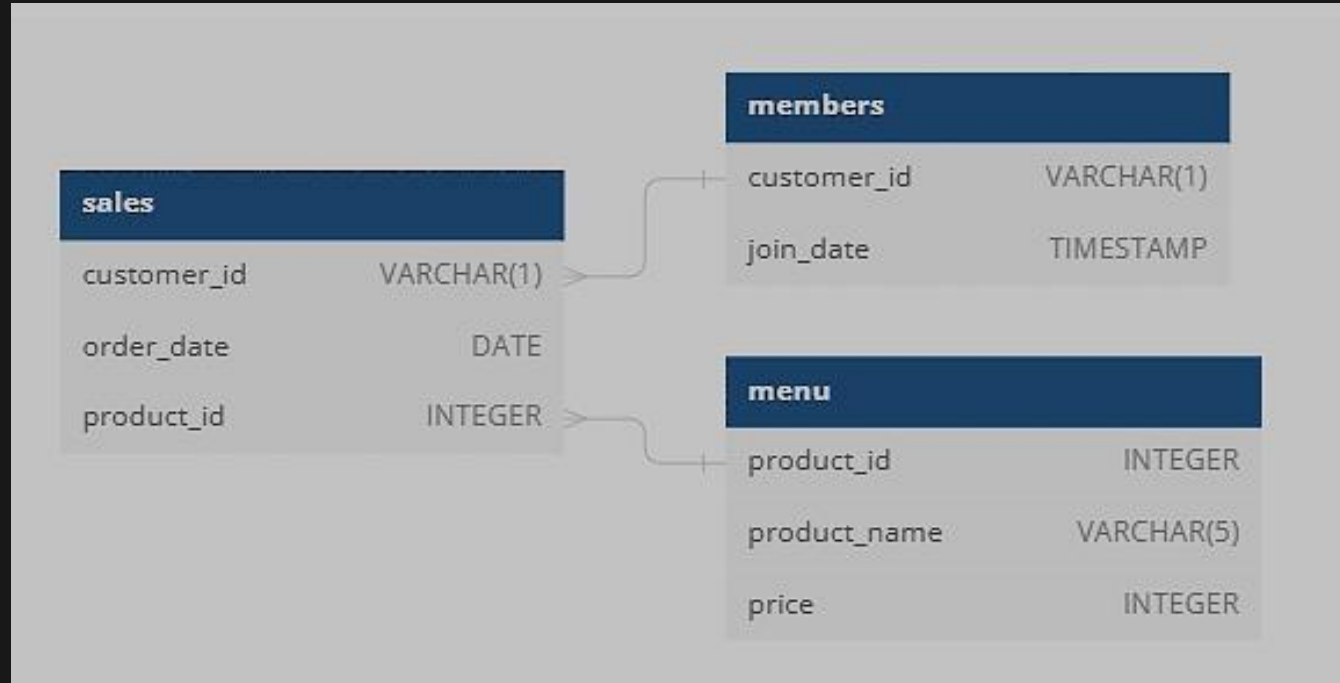 sales
customer_id VARCHAR(1)
order_date DATE
product_id INTEGER
members
customer_id VARCHAR(1)
join_date TIMESTAMP
menu
product_id INTEGER
product_name VARCHAR(5)
price INTEGER